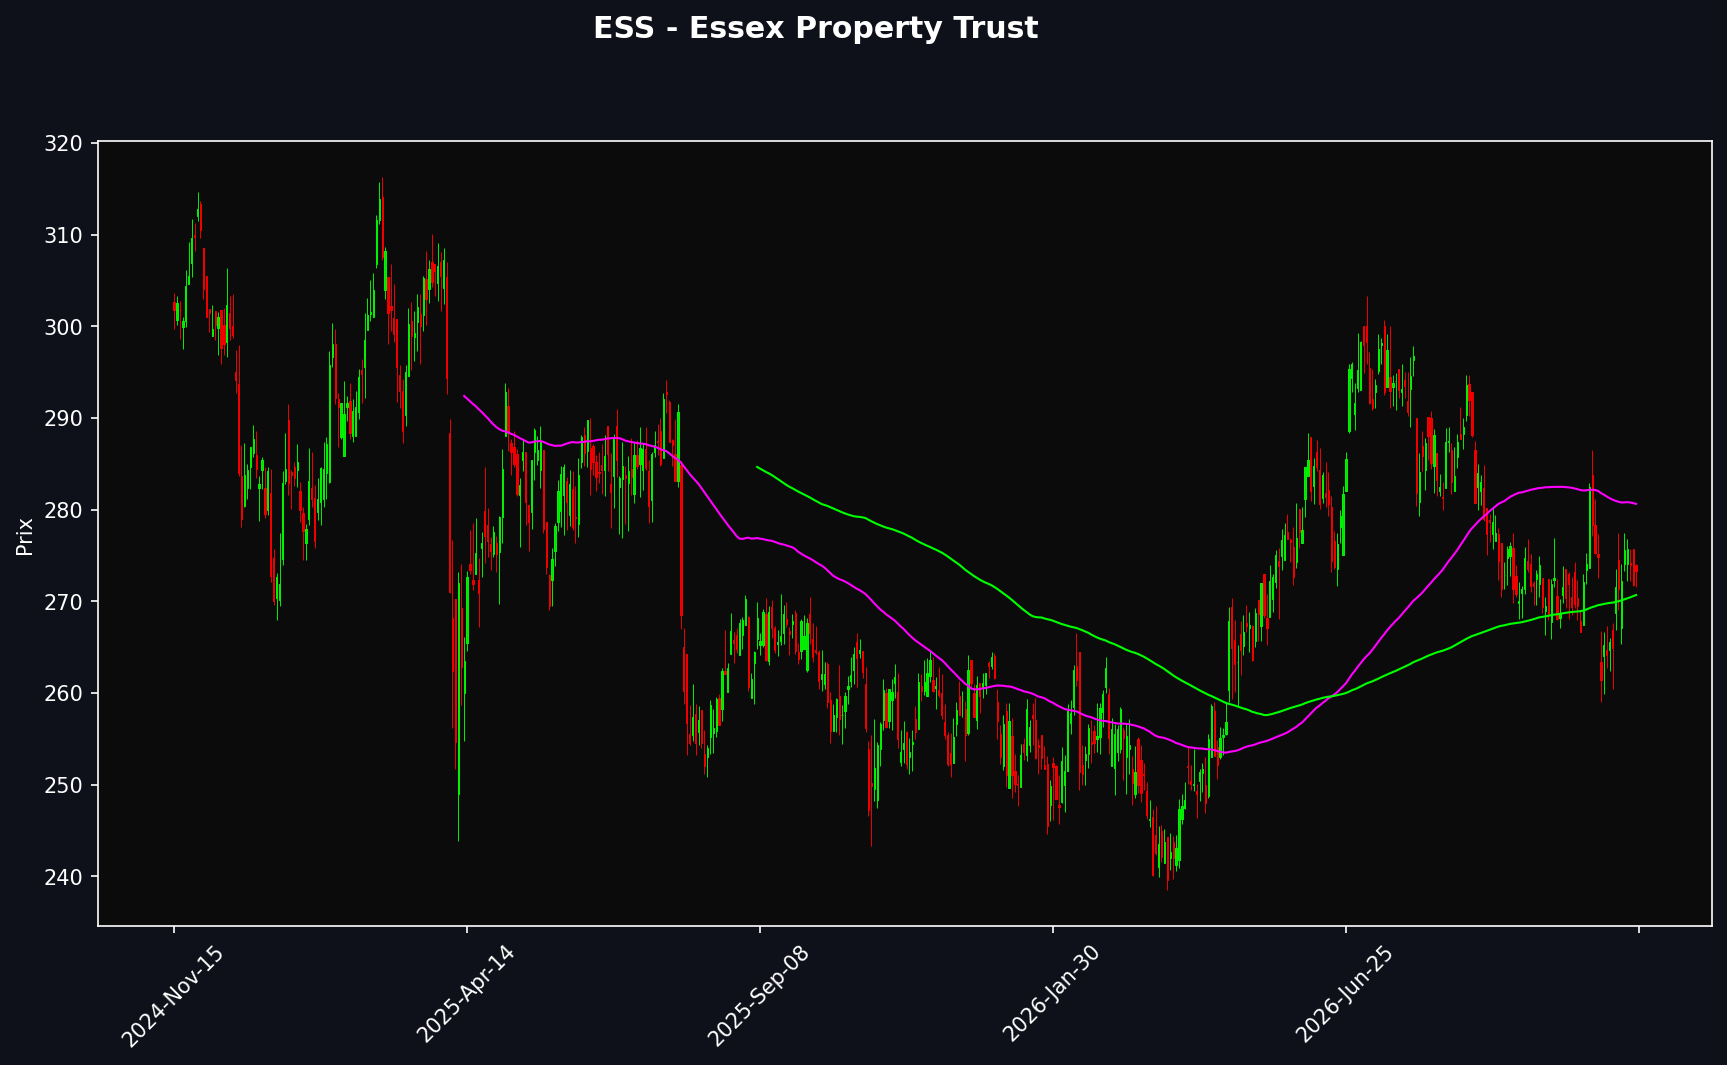 ESS - Essex Property Trust
320
310
300
290
280
270
260
250
240
Prix
2024-Nov-15
2025-Apr-14
2025-Sep-08
2026-Jan-30
2026-Jun-25